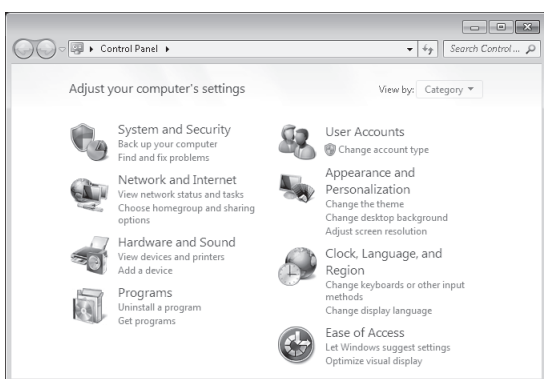 Control Panel
Search Control ...
Adjust your computer's settings
View by: Category
System and Security
Back up your computer
Find and fix problems
Network and Internet
View network status and tasks
Choose homegroup and sharing
options
Hardware and Sound
View devices and printers
Add a device
Programs
Uninstall a program
Get programs
User Accounts
Change account type
Appearance and
Personalization
Change the theme
Change desktop background
Adjust screen resolution
Clock, Language, and
Region
Change keyboards or other input
methods
Change display language
Ease of Access
Let Windows suggest settings
Optimize visual display